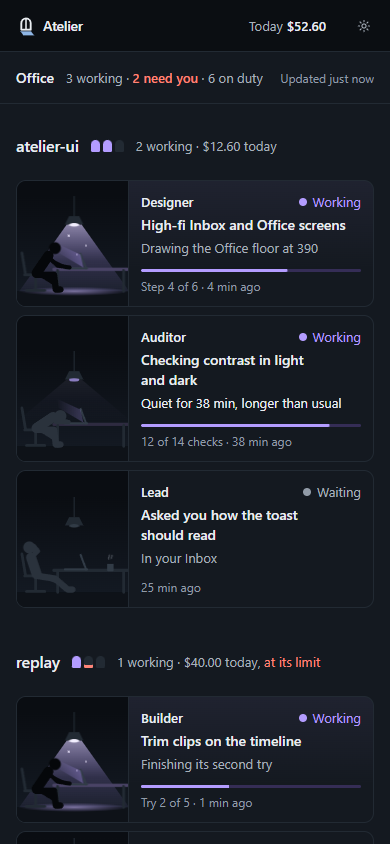 Atelier
Today $52.60
Office 3 working · 2 need you · 6 on duty Updated just now
atelier-ui 2 working · $12.60 today
Designer Working
High-fi Inbox and Office screens
Drawing the Office floor at 390
Step 4 of 6 · 4 min ago
Auditor Working
Checking contrast in light
and dark
Quiet for 38 min, longer than usual
12 of 14 checks · 38 min ago
Lead Waiting
Asked you how the toast
should read
In your Inbox
25 min ago
replay 1 working · $40.00 today, at its limit
Builder Working
Trim clips on the timeline
Finishing its second try
Try 2 of 5 · 1 min ago